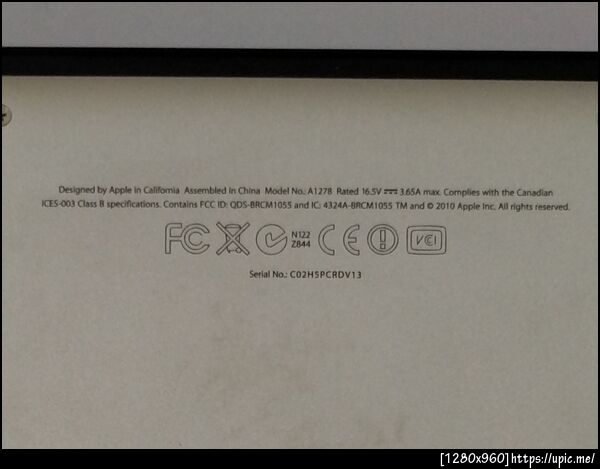 Designed by Apple in California Assembled in China Model No.: A1278 Rated 16.5V ⎓ 3.65A max. Complies with the Canadian
ICES-003 Class B specifications. Contains FCC ID: QDS-BRCM1055 and IC: 4324A-BRCM1055 TM and © 2010 Apple Inc. All rights reserved.
FC N122 CE VCI
Z844
Serial No.: C02H5PCRDV13
[1280x960]https://upic.me/